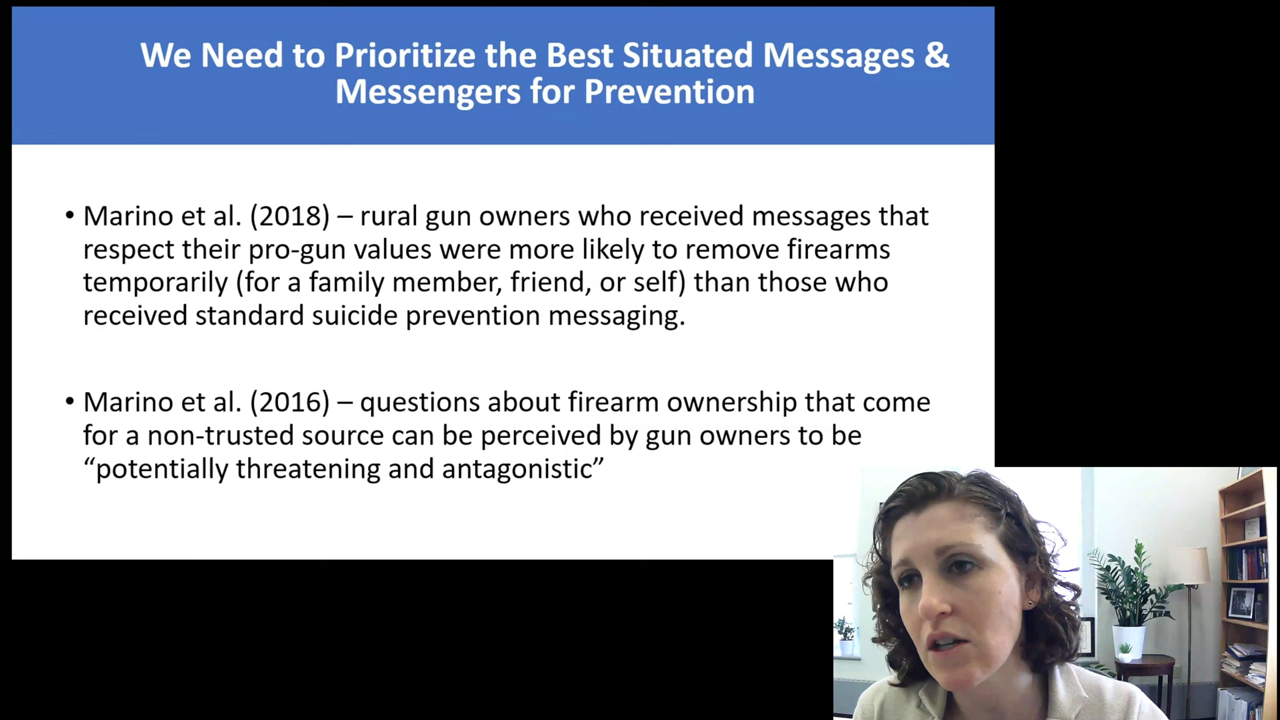 We Need to Prioritize the Best Situated Messages &
Messengers for Prevention
• Marino et al. (2018) – rural gun owners who received messages that
respect their pro-gun values were more likely to remove firearms
temporarily (for a family member, friend, or self) than those who
received standard suicide prevention messaging.
• Marino et al. (2016) – questions about firearm ownership that come
for a non-trusted source can be perceived by gun owners to be
“potentially threatening and antagonistic”